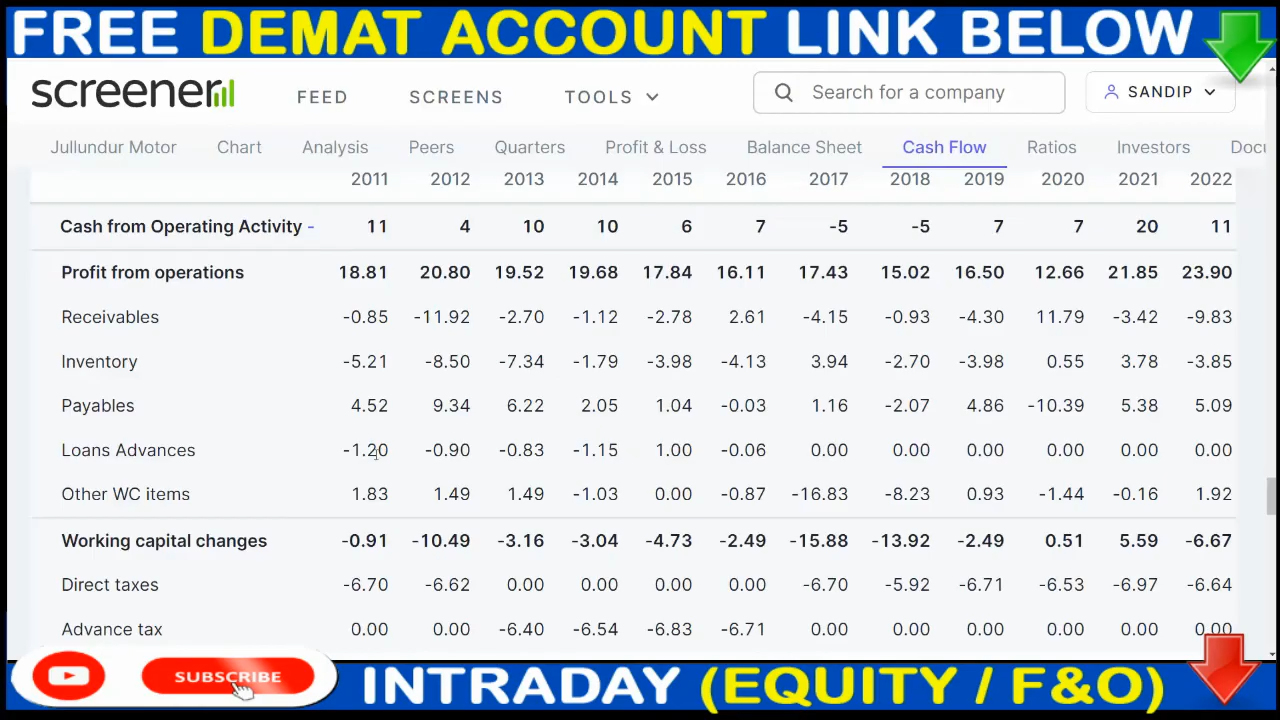 FREE DEMAT ACCOUNT LINK BELOW
screener FEED SCREENS TOOLS Search for a company SANDIP
Jullundur Motor Chart Analysis Peers Quarters Profit & Loss Balance Sheet Cash Flow Ratios Investors Docu
2011 2012 2013 2014 2015 2016 2017 2018 2019 2020 2021 2022
Cash from Operating Activity - 11 4 10 10 6 7 -5 -5 7 7 20 11
Profit from operations 18.81 20.80 19.52 19.68 17.84 16.11 17.43 15.02 16.50 12.66 21.85 23.90
Receivables -0.85 -11.92 -2.70 -1.12 -2.78 2.61 -4.15 -0.93 -4.30 11.79 -3.42 -9.83
Inventory -5.21 -8.50 -7.34 -1.79 -3.98 -4.13 3.94 -2.70 -3.98 0.55 3.78 -3.85
Payables 4.52 9.34 6.22 2.05 1.04 -0.03 1.16 -2.07 4.86 -10.39 5.38 5.09
Loans Advances -1.20 -0.90 -0.83 -1.15 1.00 -0.06 0.00 0.00 0.00 0.00 0.00 0.00
Other WC items 1.83 1.49 1.49 -1.03 0.00 -0.87 -16.83 -8.23 0.93 -1.44 -0.16 1.92
Working capital changes -0.91 -10.49 -3.16 -3.04 -4.73 -2.49 -15.88 -13.92 -2.49 0.51 5.59 -6.67
Direct taxes -6.70 -6.62 0.00 0.00 0.00 0.00 -6.70 -5.92 -6.71 -6.53 -6.97 -6.64
Advance tax 0.00 0.00 -6.40 -6.54 -6.83 -6.71 0.00 0.00 0.00 0.00 0.00 0.00
SUBSCRIBE
INTRADAY (EQUITY / F&O)